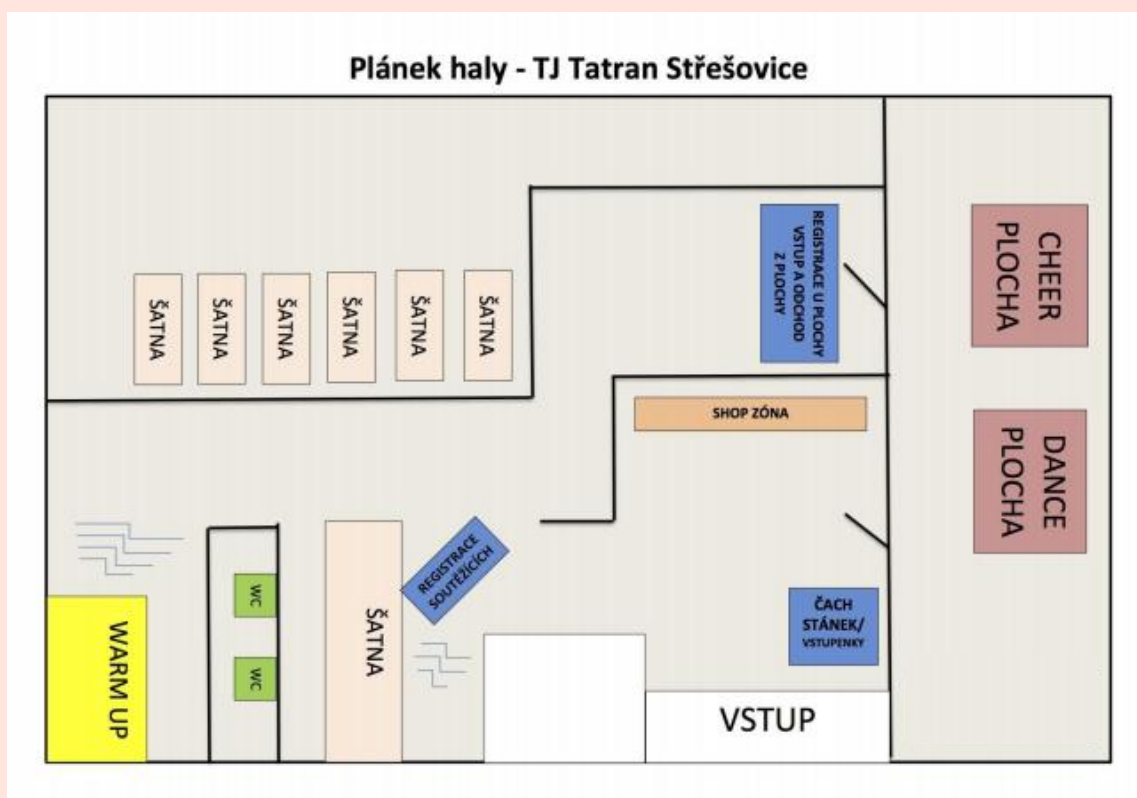 Plánek haly - TJ Tatran Střešovice
REGISTRACE U PLOCHY
VSTUP A ODCHOD
Z PLOCHY
CHEER
PLOCHA
ŠATNA
ŠATNA
ŠATNA
ŠATNA
ŠATNA
ŠATNA
SHOP ZÓNA
DANCE
PLOCHA
REGISTRACE
SOUTĚŽÍCÍCH
WC
WC
ŠATNA
WARM UP
ČACH
STÁNEK/
VSTUPENKY
VSTUP